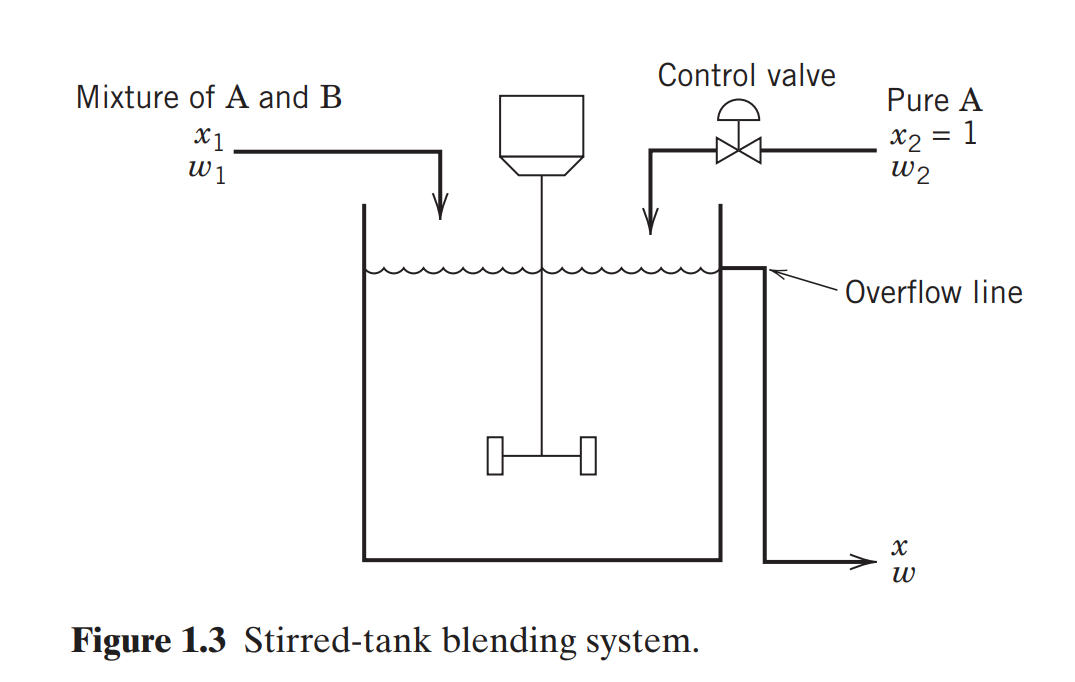 Control valve
Mixture of A and B
Pure A
x1
x2 = 1
w1
w2
Overflow line
x
w
Figure 1.3 Stirred-tank blending system.